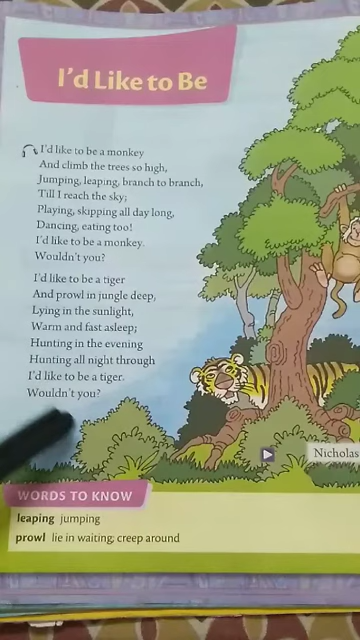 I'd Like to Be
I'd like to be a monkey
And climb the trees so high,
Jumping, leaping, branch to branch,
Till I reach the sky;
Playing, skipping all day long,
Dancing, eating too!
I'd like to be a monkey.
Wouldn't you?
I'd like to be a tiger
And prowl in jungle deep,
Lying in the sunlight,
Warm and fast asleep;
Hunting in the evening
Hunting all night through
I'd like to be a tiger.
Wouldn't you?
Nicholas
WORDS TO KNOW
leaping jumping
prowl lie in waiting; creep around